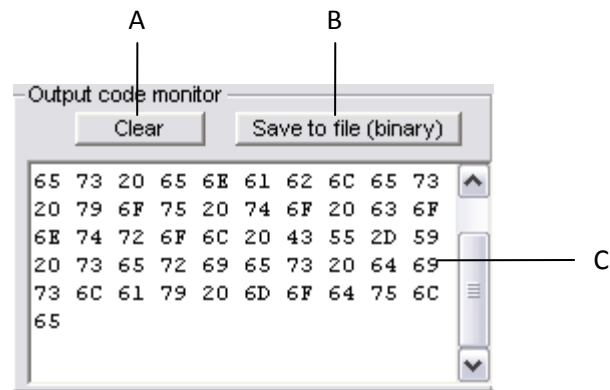 A B
Output code monitor
Clear Save to file (binary)
65 73 20 65 6E 61 62 6C 65 73
20 79 6F 75 20 74 6F 20 63 6F
6E 74 72 6F 6C 20 43 55 2D 59
20 73 65 72 69 65 73 20 64 69
C
73 6C 61 79 20 6D 6F 64 75 6C
65